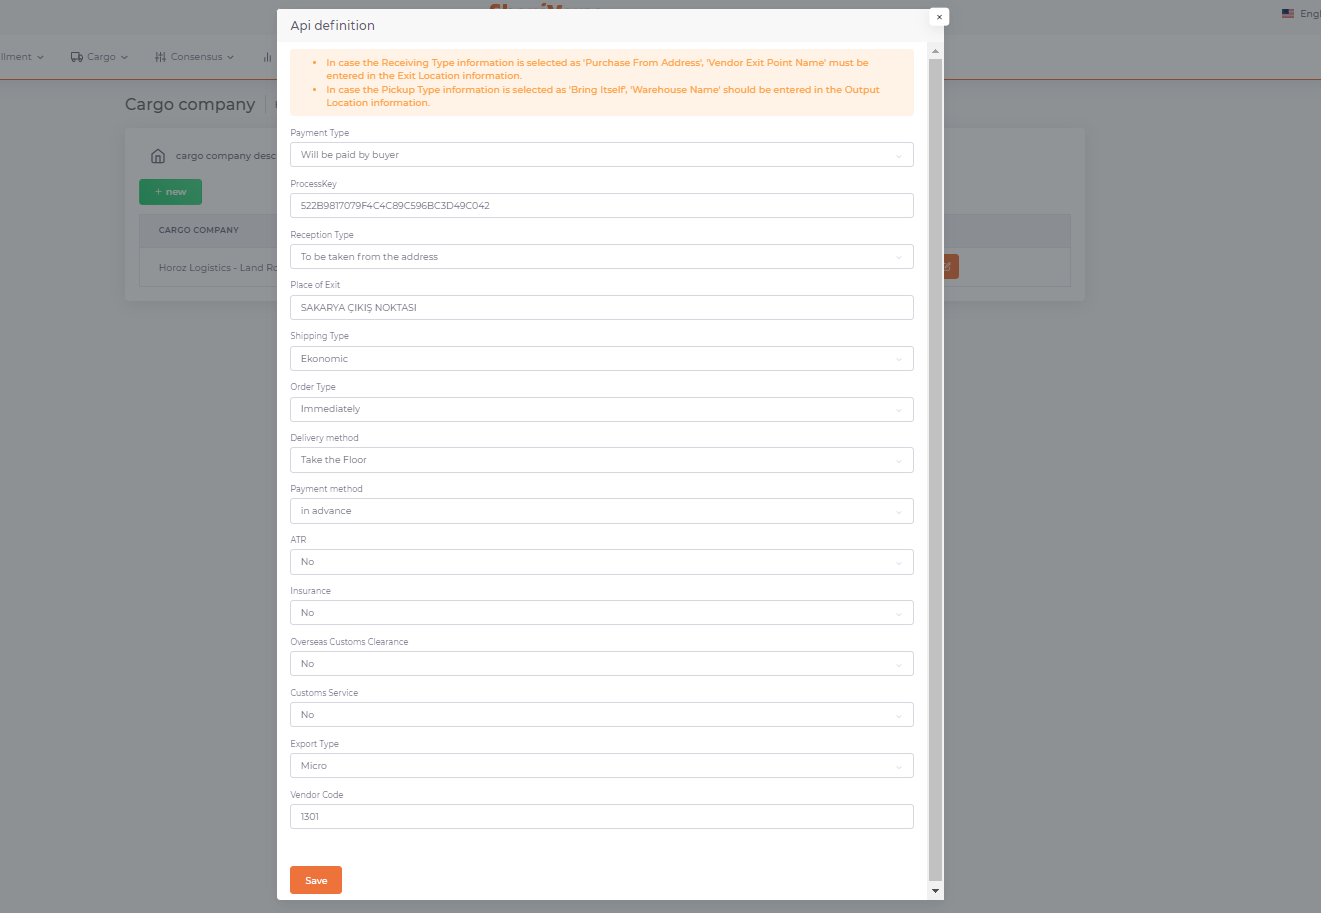 Api definition
×
Engl
llment
Cargo
Consensus
In case the Receiving Type information is selected as 'Purchase From Address', 'Vendor Exit Point Name' must be
entered in the Exit Location information.
In case the Pickup Type information is selected as 'Bring Itself', 'Warehouse Name' should be entered in the Output
Location information.
Cargo company
cargo company desc
+ new
CARGO COMPANY
Horoz Logistics - Land Ro
Payment Type
Will be paid by buyer
ProcessKey
522B9817079F4C4C89C596BC3D49C042
Reception Type
To be taken from the address
Place of Exit
SAKARYA ÇIKIŞ NOKTASI
Shipping Type
Ekonomic
Order Type
Immediately
Delivery method
Take the Floor
Payment method
in advance
ATR
No
Insurance
No
Overseas Customs Clearance
No
Customs Service
No
Export Type
Micro
Vendor Code
1301
Save